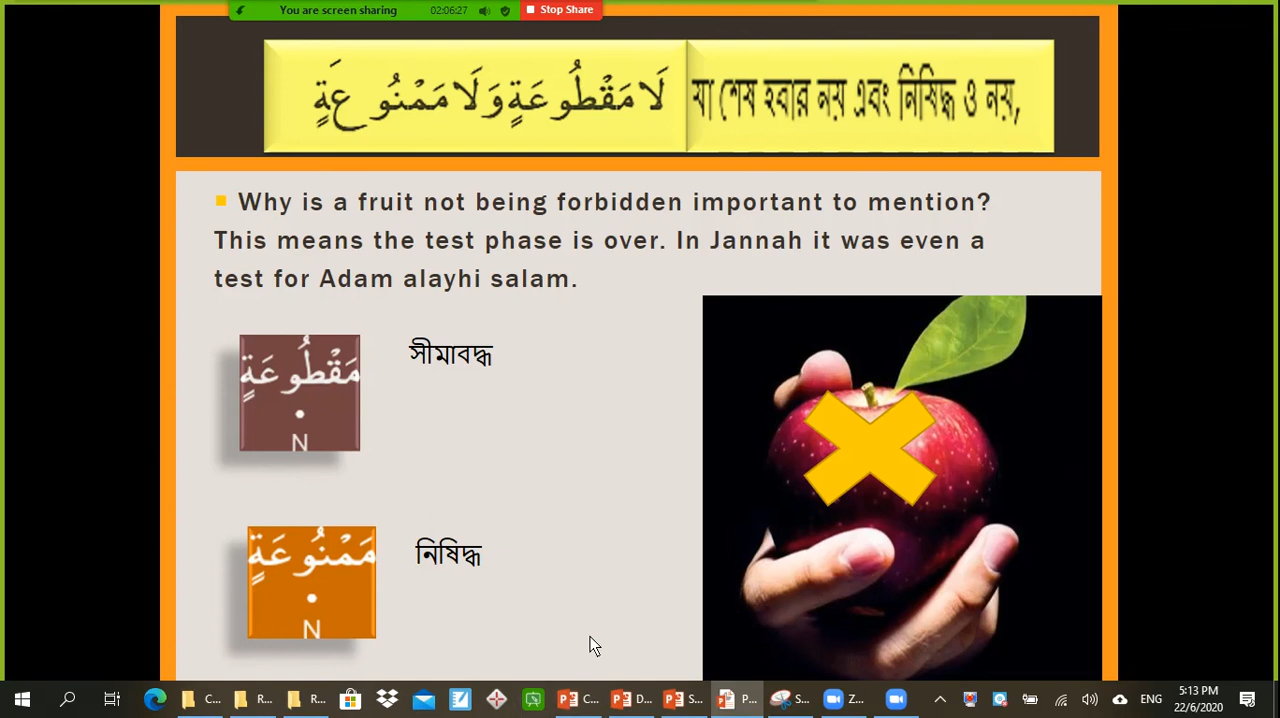 You are screen sharing 02:06:27 Stop Share
لَا مَقْطُوعَةٍ وَلَا مَمْنُوعَةٍ
যা শেষ হবার নয় এবং নিষিদ্ধ ও নয়,
Why is a fruit not being forbidden important to mention?
This means the test phase is over. In Jannah it was even a
test for Adam alayhi salam.
مَقْطُوعَةٍ
N
সীমাবদ্ধ
مَمْنُوعَةٍ
N
নিষিদ্ধ
C... R... R... C... D... S... P... S... Z... ENG 5:13 PM
22/6/2020